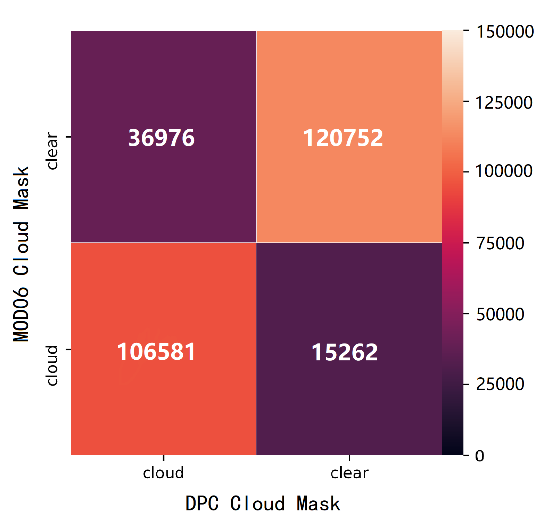 150000
125000
100000
75000
50000
25000
0
36976 120752
106581 15262
clear
cloud
MOD06 Cloud Mask
cloud clear
DPC Cloud Mask